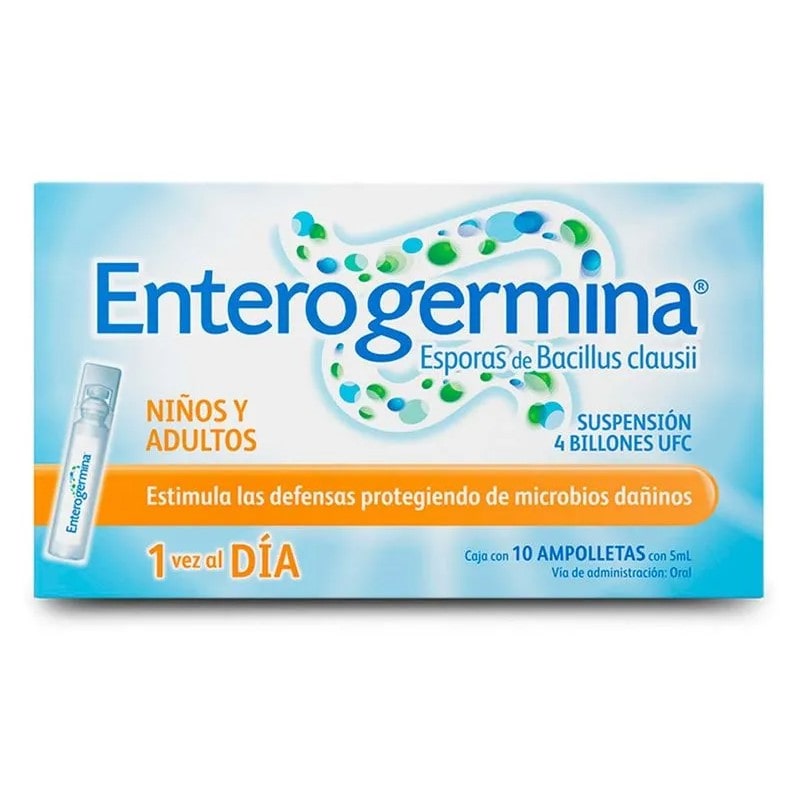 Enterogermina®
Esporas de Bacillus clausii
NIÑOS Y
ADULTOS
SUSPENSIÓN
4 BILLONES UFC
Enterogermina
Estimula las defensas protegiendo de microbios dañinos
1 vez al DÍA
Caja con 10 AMPOLLETAS con 5mL
Vía de administración: Oral